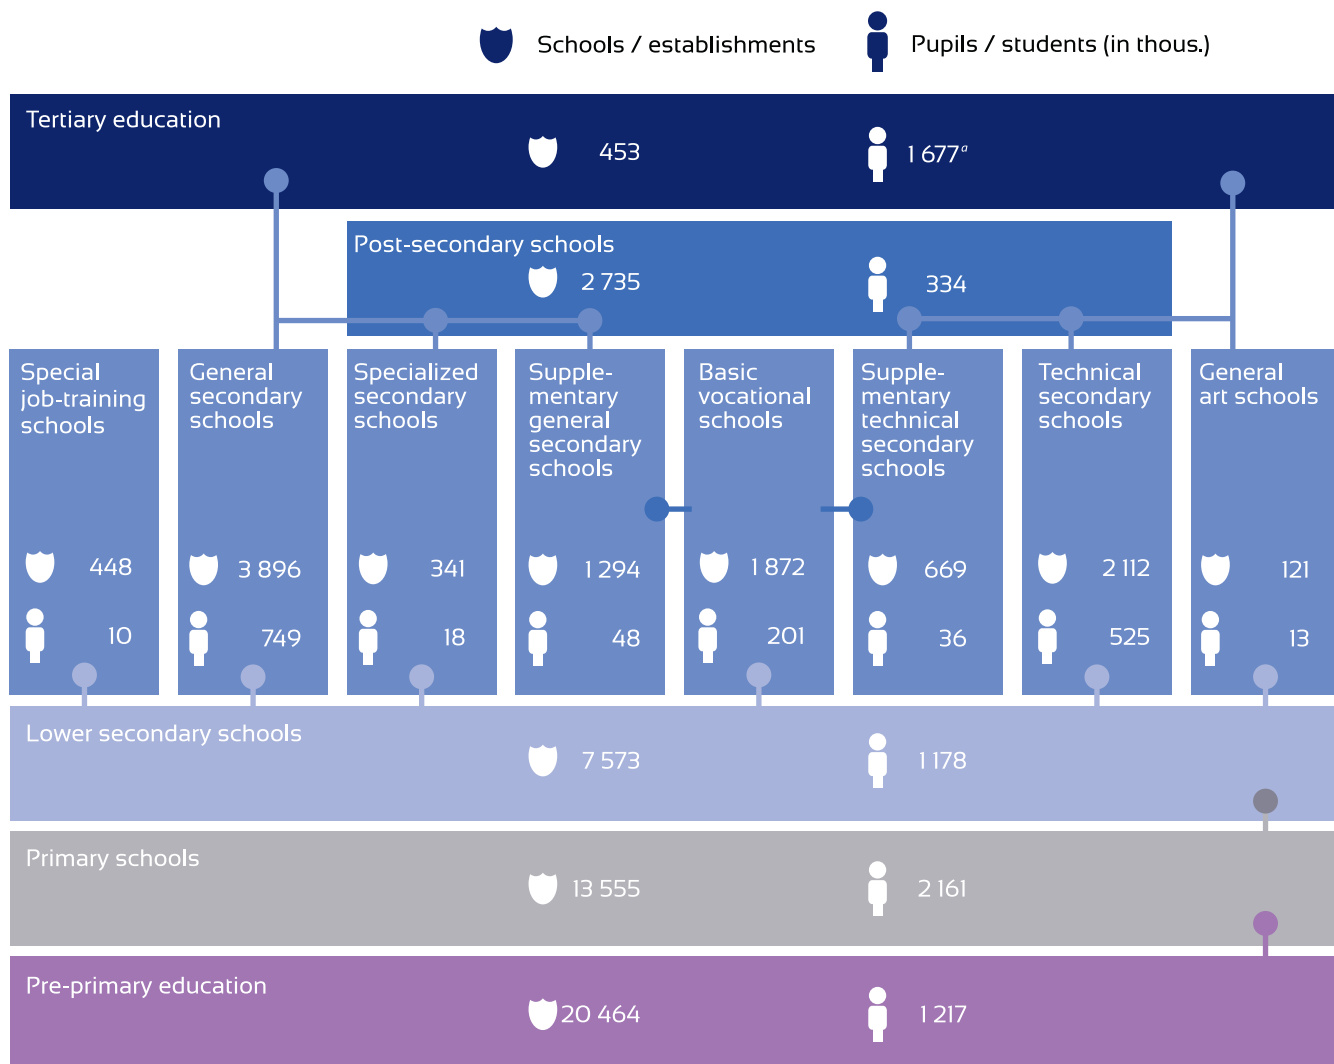 Schools / establishments
Pupils / students (in thous.)
Tertiary education
453
1 677ᵃ
Post-secondary schools
2 735
334
Special
job-training
schools
448
10
General
secondary
schools
3 896
749
Specialized
secondary
schools
341
18
Supple-
mentary
general
secondary
schools
1 294
48
Basic
vocational
schools
1 872
201
Supple-
mentary
technical
secondary
schools
669
36
Technical
secondary
schools
2 112
525
General
art schools
121
13
Lower secondary schools
7 573
1 178
Primary schools
13 555
2 161
Pre-primary education
20 464
1 217